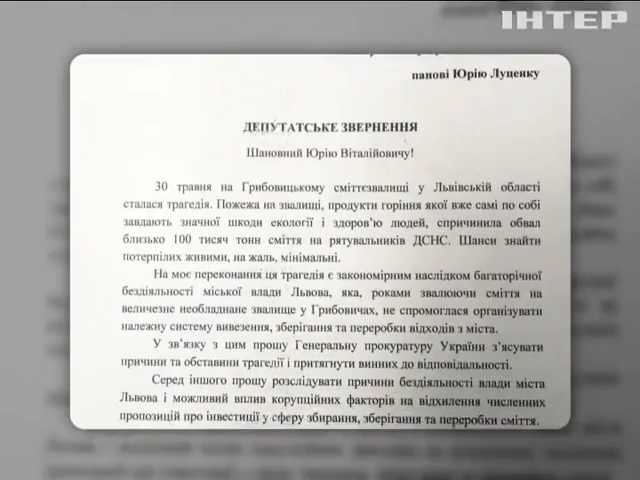 ІНТЕР
панові Юрію Луценку
ДЕПУТАТСЬКЕ ЗВЕРНЕННЯ
Шановний Юрію Віталійовичу!
30 травня на Грибовицькому сміттєзвалищі у Львівській області
сталася трагедія. Пожежа на звалищі, продукти горіння якої вже самі по собі
завдають значної шкоди екології і здоров'ю людей, спричинила обвал
близько 100 тисяч тонн сміття на рятувальників ДСНС. Шанси знайти
потерпілих живими, на жаль, мінімальні.
На моє переконання ця трагедія є закономірним наслідком багаторічної
бездіяльності міської влади Львова, яка, роками звалюючи сміття на
величезне необладнане звалище у Грибовичах, не спромоглася організувати
належну систему вивезення, зберігання та переробки відходів з міста.
У зв'язку з цим прошу Генеральну прокуратуру України з'ясувати
причини та обставини трагедії і притягнути винних до відповідальності.
Серед іншого прошу розслідувати причини бездіяльності влади міста
Львова і можливий вплив корупційних факторів на відхилення численних
пропозицій про інвестиції у сферу збирання, зберігання та переробки сміття.